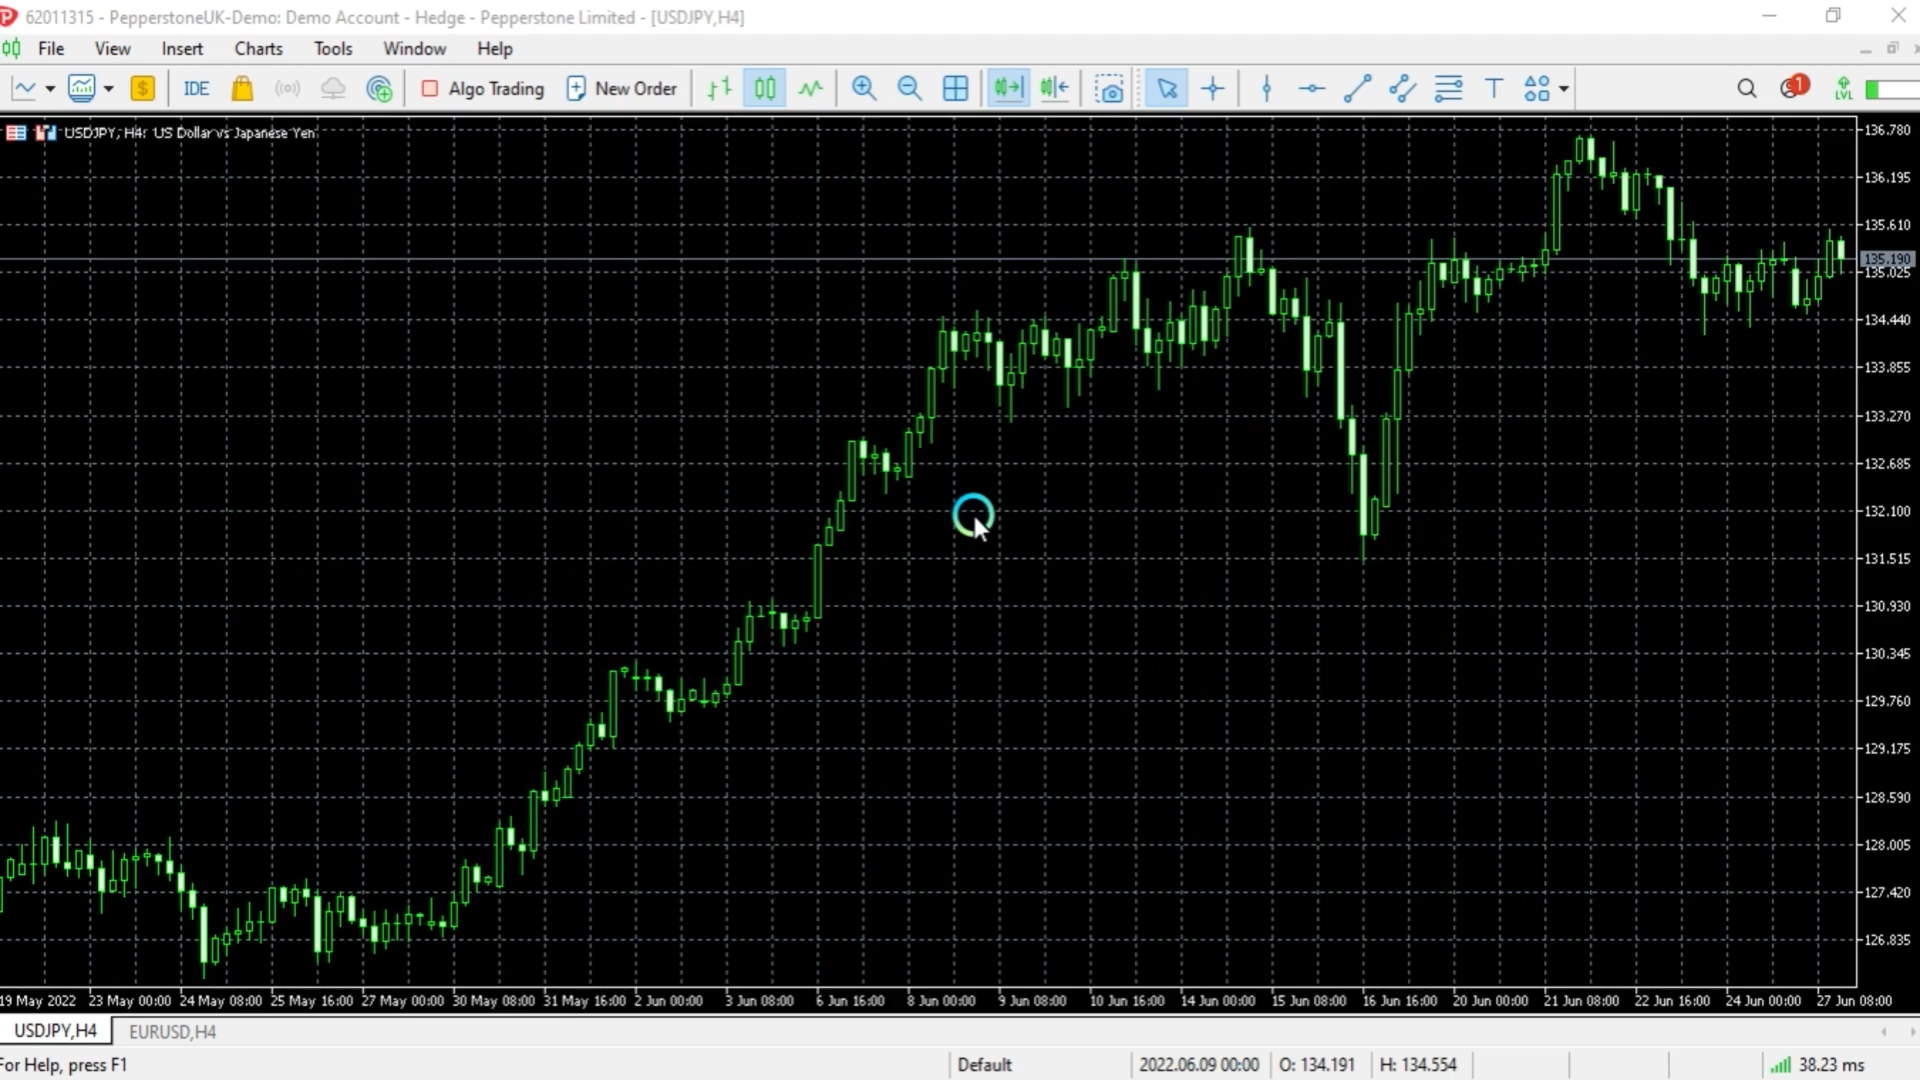 62011315 - PepperstoneUK-Demo: Demo Account - Hedge - Pepperstone Limited - [USDJPY,H4]
File View Insert Charts Tools Window Help
IDE Algo Trading New Order T 1 LVL
USDJPY, H4: US Dollar vs Japanese Yen
136.780
136.195
135.610
135.190
135.025
134.440
133.855
133.270
132.685
132.100
131.515
130.930
130.345
129.760
129.175
128.590
128.005
127.420
126.835
19 May 2022 23 May 00:00 24 May 08:00 25 May 16:00 27 May 00:00 30 May 08:00 31 May 16:00 2 Jun 00:00 3 Jun 08:00 6 Jun 16:00 8 Jun 00:00 9 Jun 08:00 10 Jun 16:00 14 Jun 00:00 15 Jun 08:00 16 Jun 16:00 20 Jun 00:00 21 Jun 08:00 22 Jun 16:00 24 Jun 00:00 27 Jun 08:00
USDJPY,H4 EURUSD,H4
For Help, press F1 Default 2022.06.09 00:00 O: 134.191 H: 134.554 38.23 ms